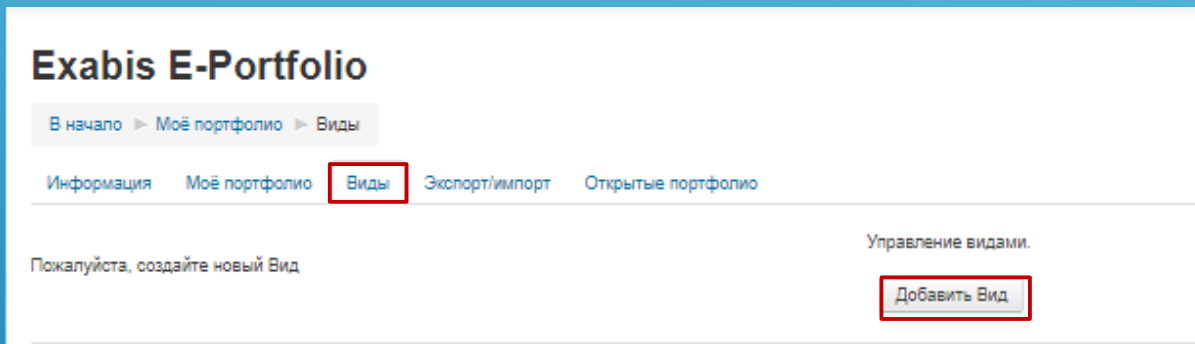 Exabis E-Portfolio
В начало ► Моё портфолио ► Виды
Информация Моё портфолио Виды Экспорт/импорт Открытые портфолио
Управление видами.
Пожалуйста, создайте новый Вид
Добавить Вид